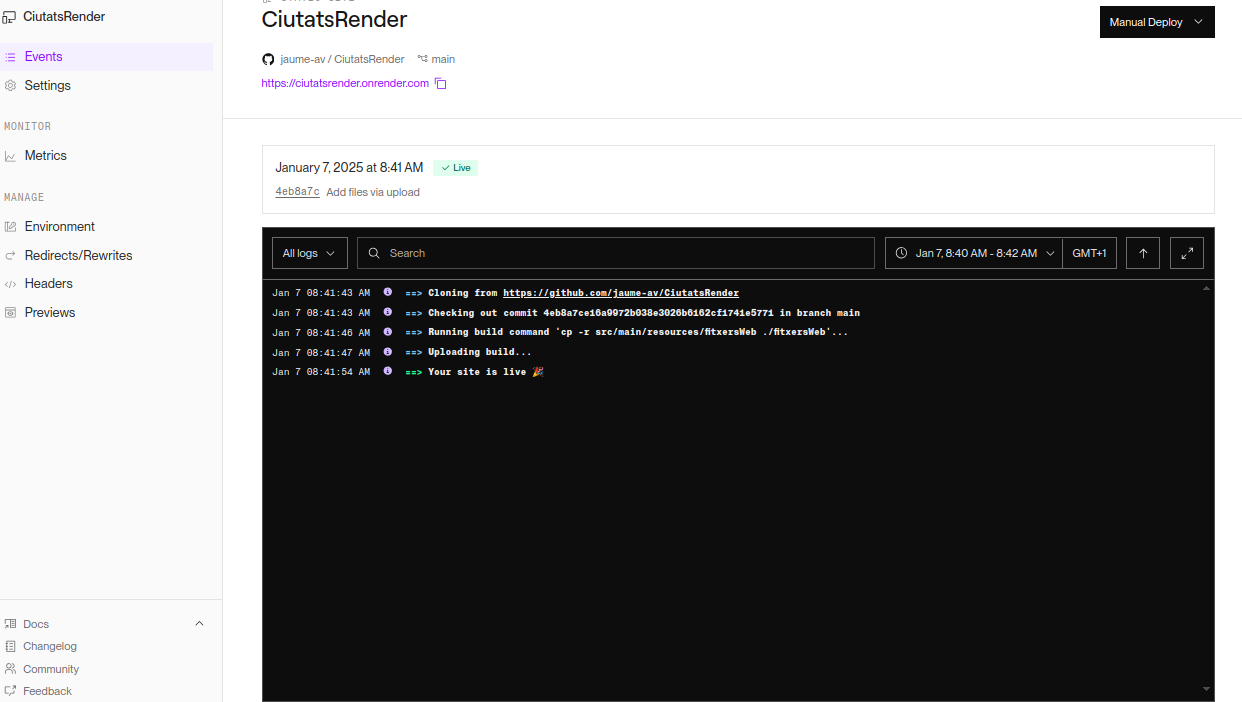 CiutatsRender
Events
Settings
MONITOR
Metrics
MANAGE
Environment
Redirects/Rewrites
Headers
Previews
Docs
Changelog
Community
Feedback
CiutatsRender
Manual Deploy
jaume-av / CiutatsRender main
https://ciutatsrender.onrender.com
January 7, 2025 at 8:41 AM Live
4eb8a7c Add files via upload
All logs Search Jan 7, 8:40 AM - 8:42 AM GMT+1
Jan 7 08:41:43 AM ==> Cloning from https://github.com/jaume-av/CiutatsRender
Jan 7 08:41:43 AM ==> Checking out commit 4eb8a7ce16a9972b038e3026b6162cf1741e5771 in branch main
Jan 7 08:41:46 AM ==> Running build command 'cp -r src/main/resources/fitxersWeb ./fitxersWeb'...
Jan 7 08:41:47 AM ==> Uploading build...
Jan 7 08:41:54 AM ==> Your site is live 🎉